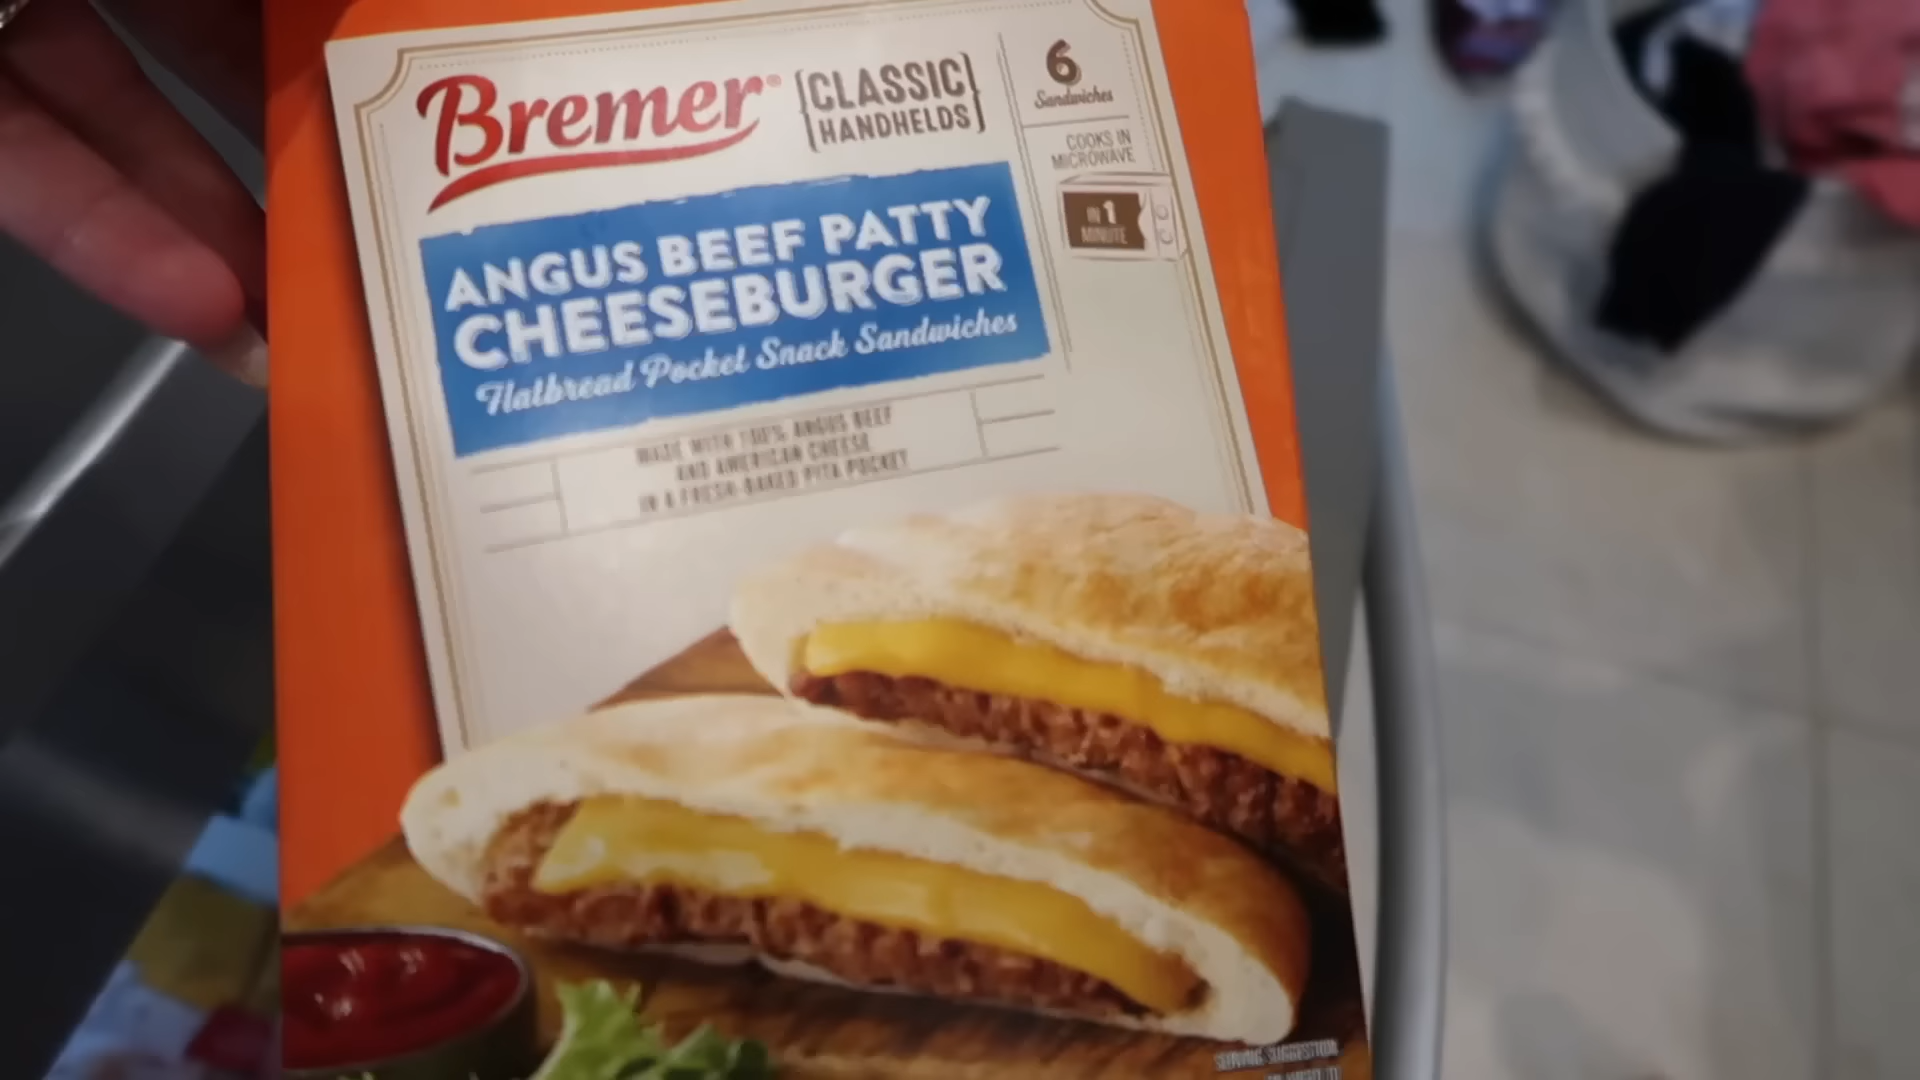 Bremer®
{CLASSIC HANDHELDS}
6
Sandwiches
COOKS IN
MICROWAVE
IN 1
MINUTE
ANGUS BEEF PATTY
CHEESEBURGER
Flatbread Pocket Snack Sandwiches
MADE WITH 100% ANGUS BEEF
AND AMERICAN CHEESE
IN A FRESH-BAKED PITA POCKET
SERVING SUGGESTION